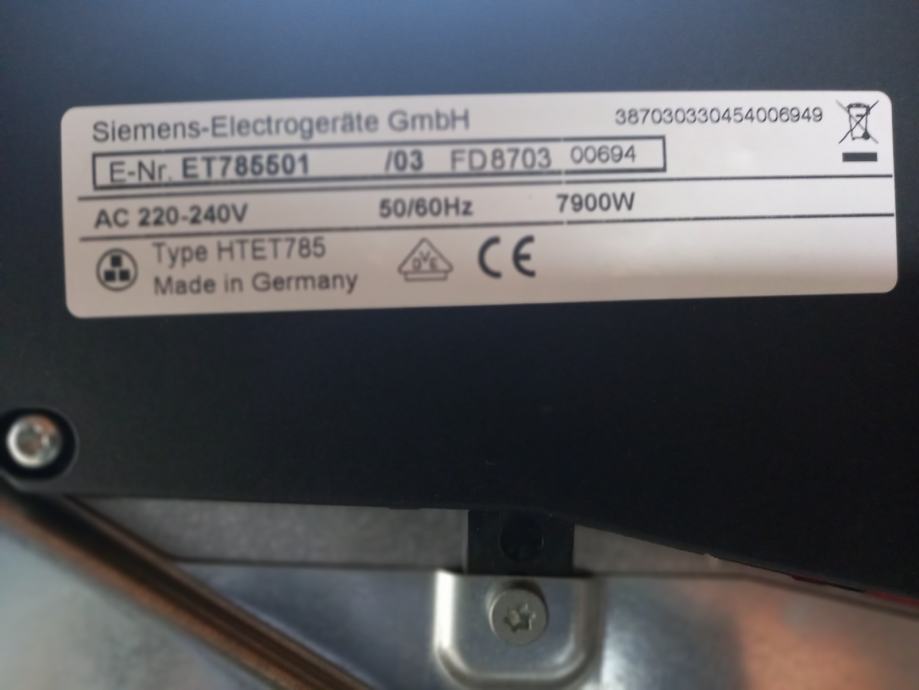 Siemens-Electrogeräte GmbH 387030330454006949
E-Nr. ET785501 /03 FD8703 00694
AC 220-240V 50/60Hz 7900W
Type HTET785
Made in Germany
DVE CE